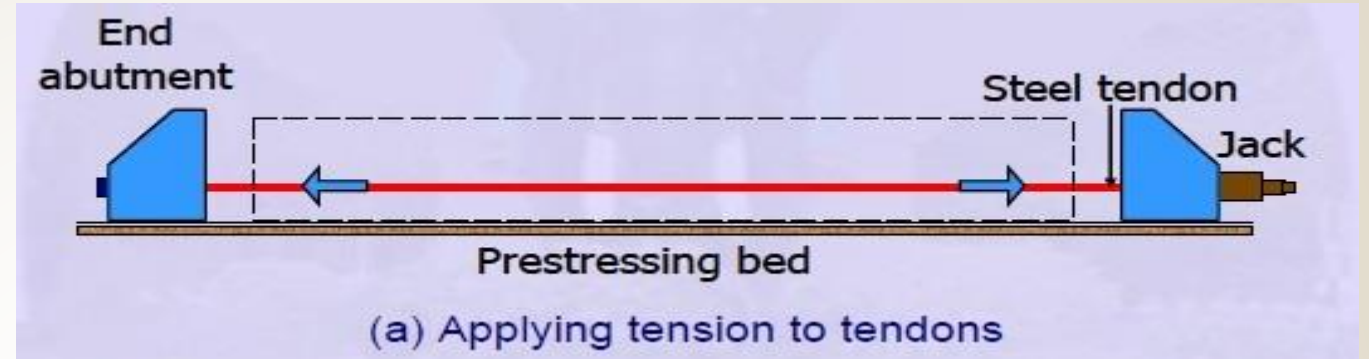 End
abutment
Steel tendon
Jack
Prestressing bed
(a) Applying tension to tendons